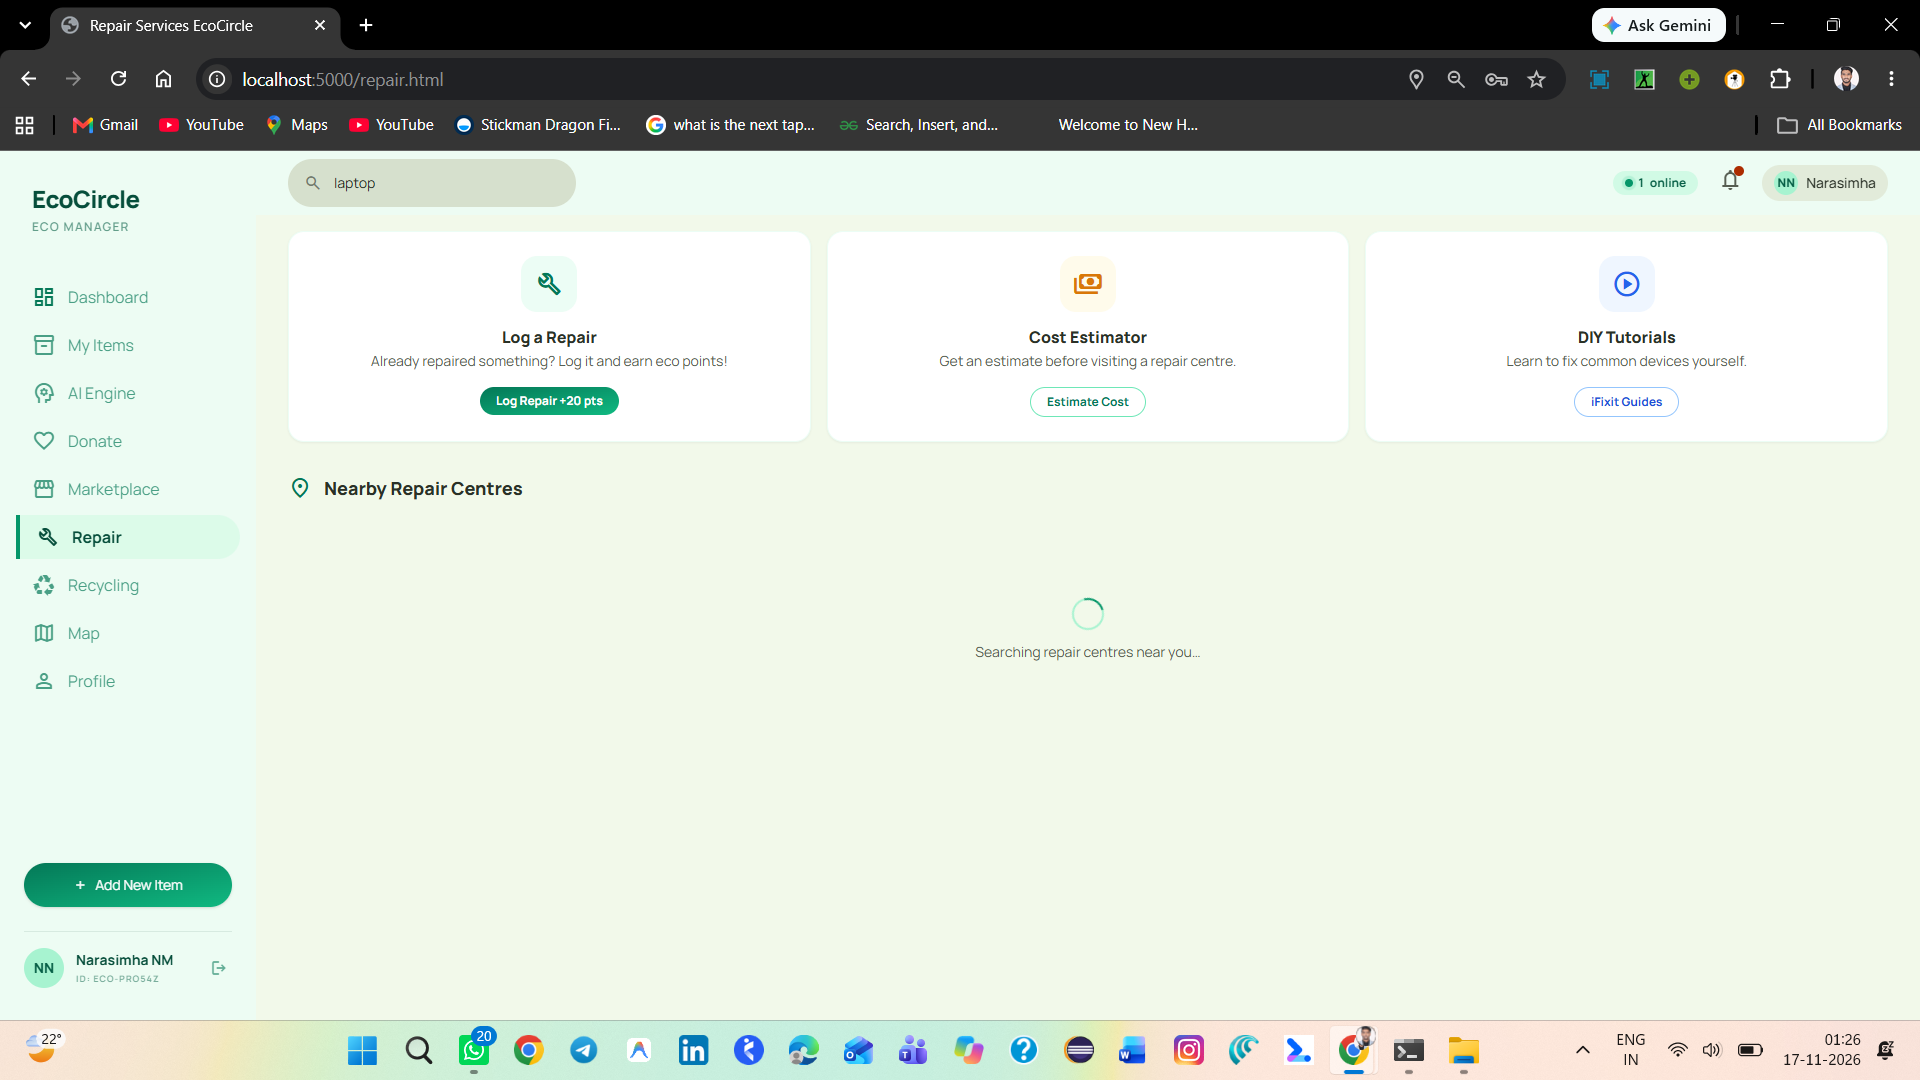 Repair Services EcoCircle
Ask Gemini
localhost:5000/repair.html
Gmail
YouTube
Maps
YouTube
Stickman Dragon Fi...
what is the next tap...
Search, Insert, and...
Welcome to New H...
All Bookmarks
EcoCircle
ECO MANAGER
laptop
1 online
NN
Narasimha
Dashboard
My Items
AI Engine
Donate
Marketplace
Repair
Recycling
Map
Profile
+ Add New Item
NN
Narasimha NM
ID: ECO-PRO54Z
Log a Repair
Already repaired something? Log it and earn eco points!
Log Repair +20 pts
Cost Estimator
Get an estimate before visiting a repair centre.
Estimate Cost
DIY Tutorials
Learn to fix common devices yourself.
iFixit Guides
Nearby Repair Centres
Searching repair centres near you...
22°
20
ENG
IN
01:26
17-11-2026